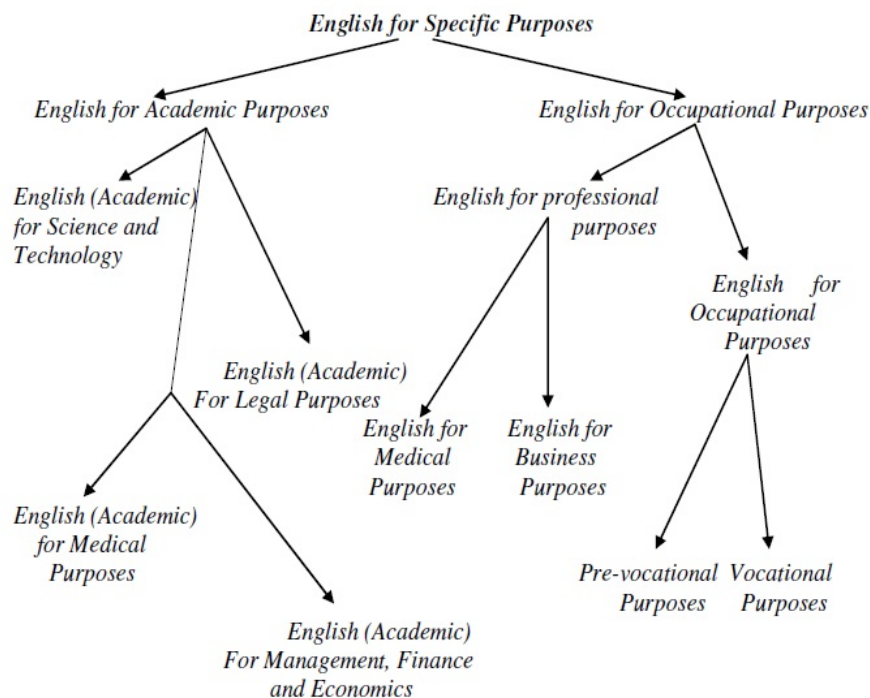 English for Specific Purposes
English for Academic Purposes
English for Occupational Purposes
English (Academic)
for Science and
Technology
English for professional
purposes
English for
Occupational
Purposes
English (Academic)
For Legal Purposes
English for
Medical
Purposes
English for
Business
Purposes
English (Academic)
for Medical
Purposes
Pre-vocational
Purposes
Vocational
Purposes
English (Academic)
For Management, Finance
and Economics